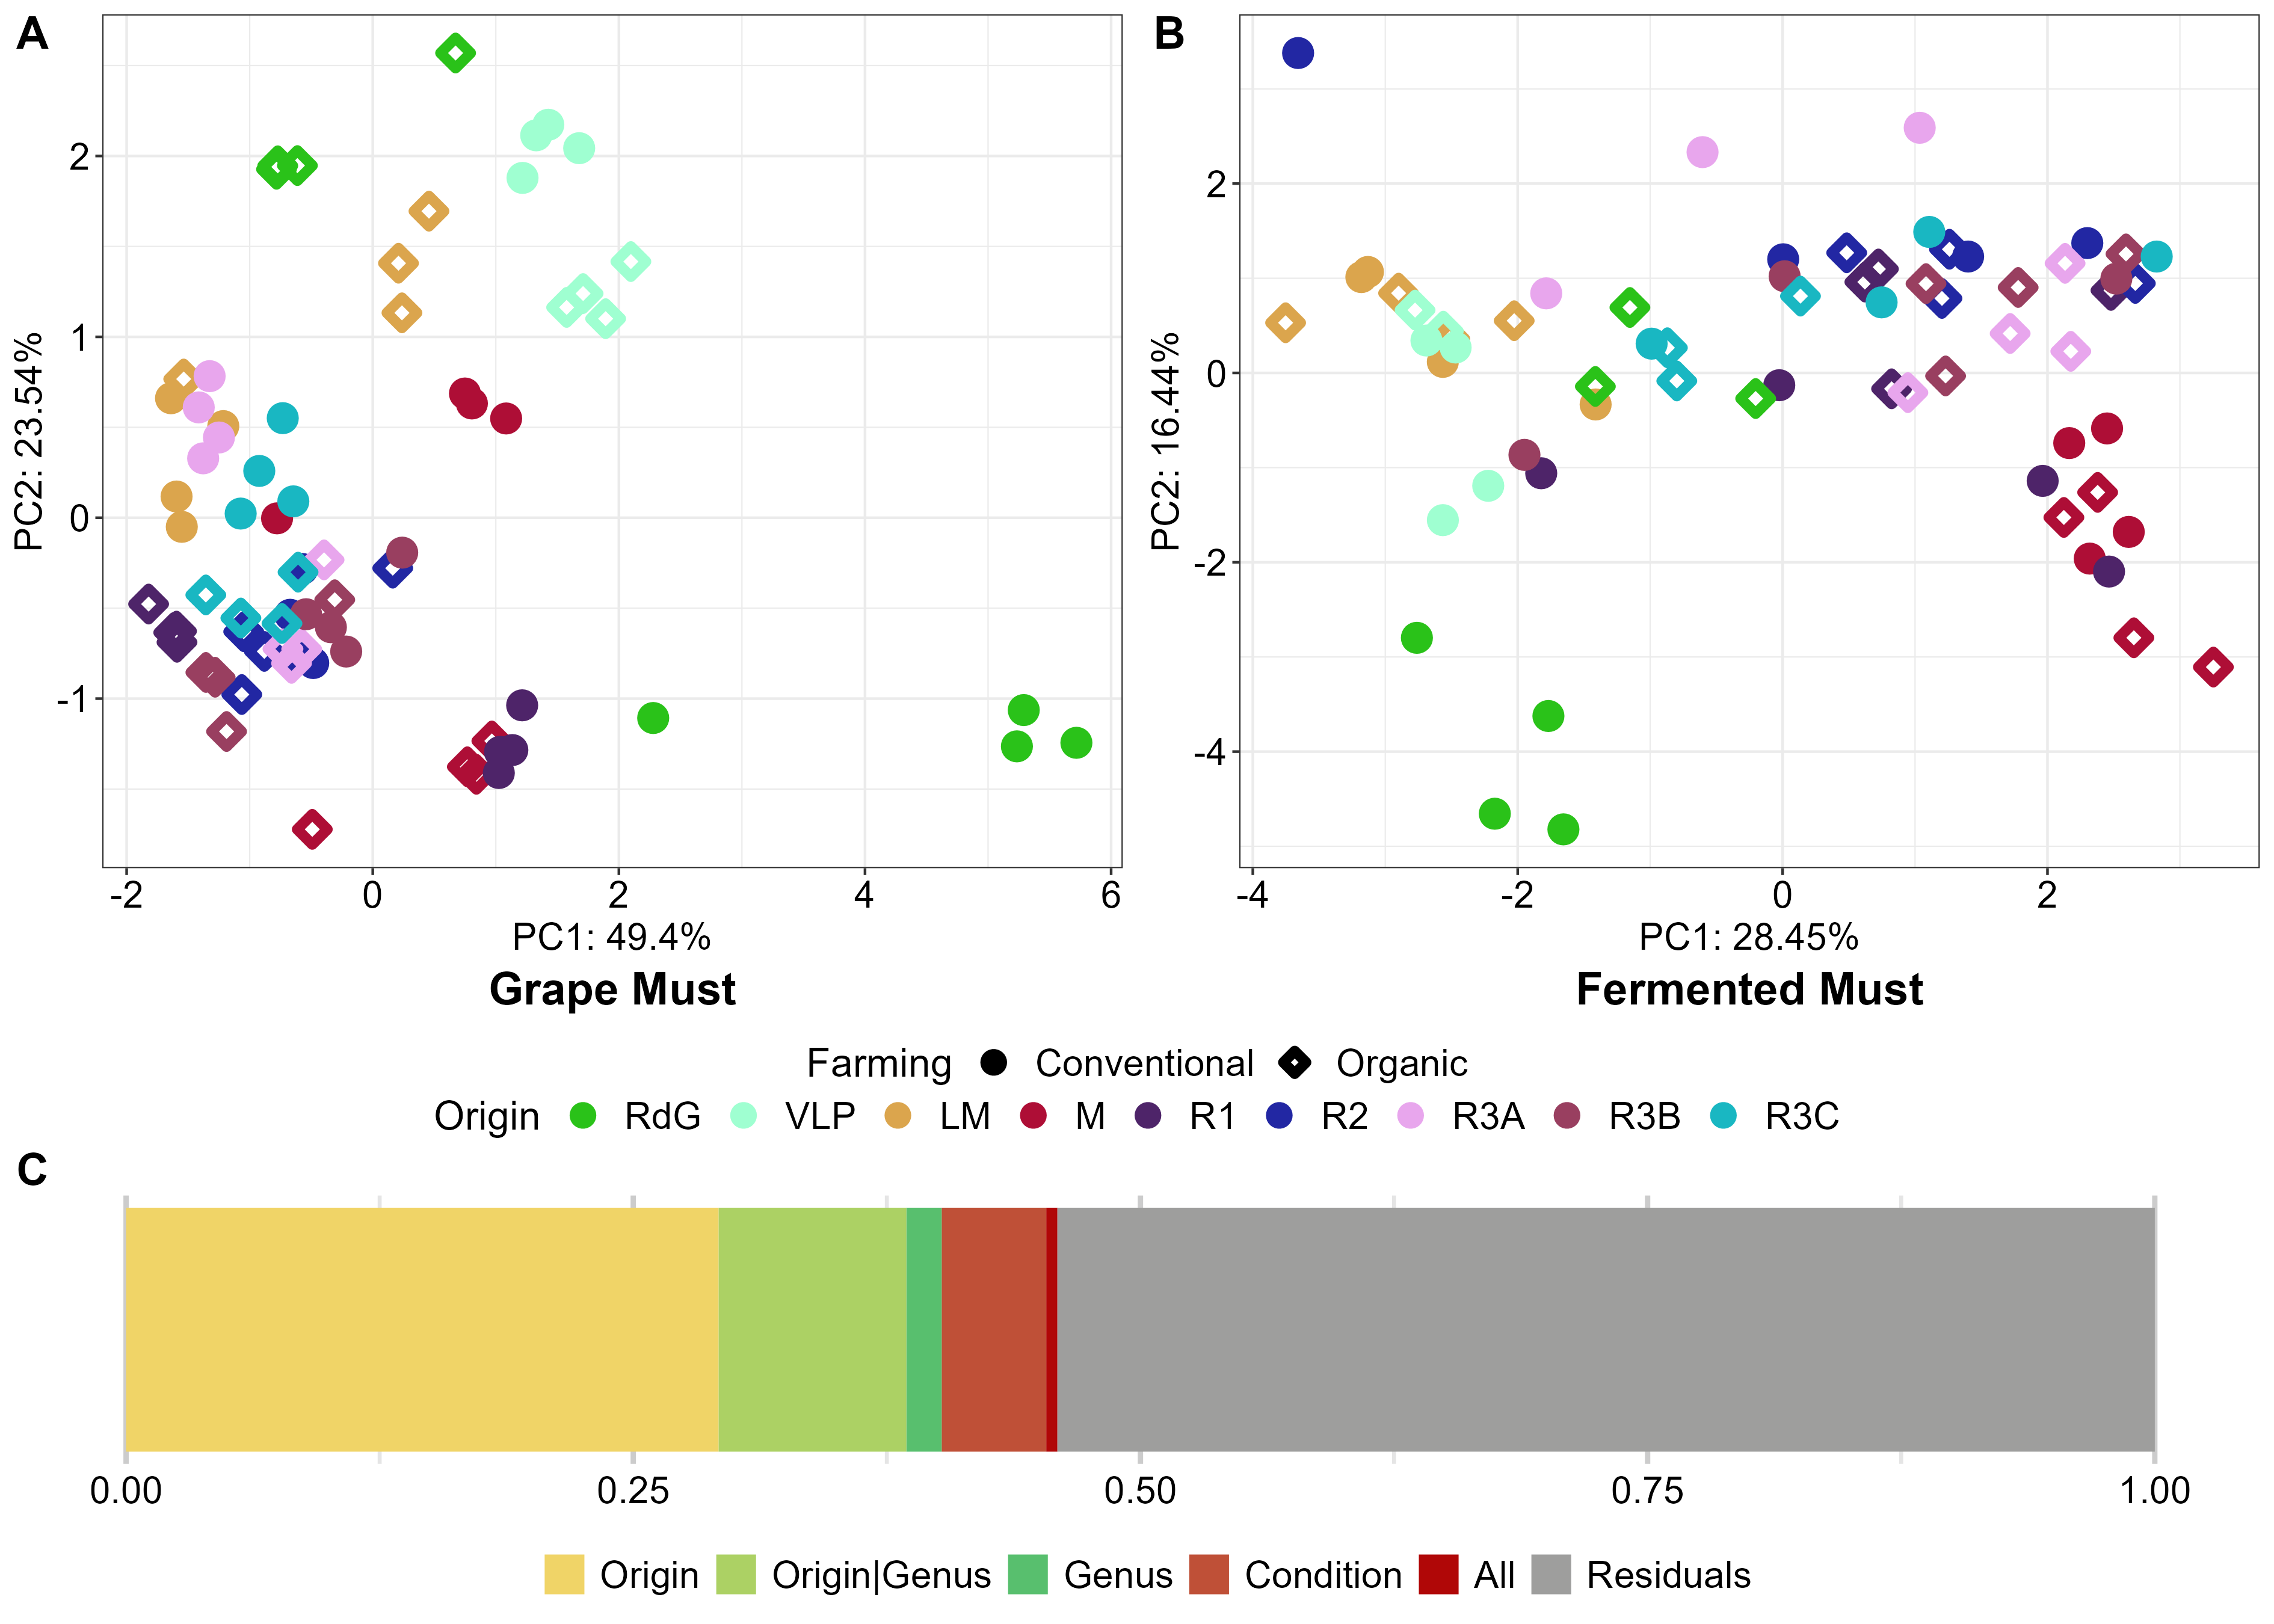 A
B
2
1
0
-1
PC2: 23.54%
-2 0 2 4 6
PC1: 49.4%
Grape Must
2
0
-2
-4
PC2: 16.44%
-4 -2 0 2
PC1: 28.45%
Fermented Must
Farming Conventional Organic
Origin RdG VLP LM M R1 R2 R3A R3B R3C
C
0.00 0.25 0.50 0.75 1.00
Origin Origin|Genus Genus Condition All Residuals